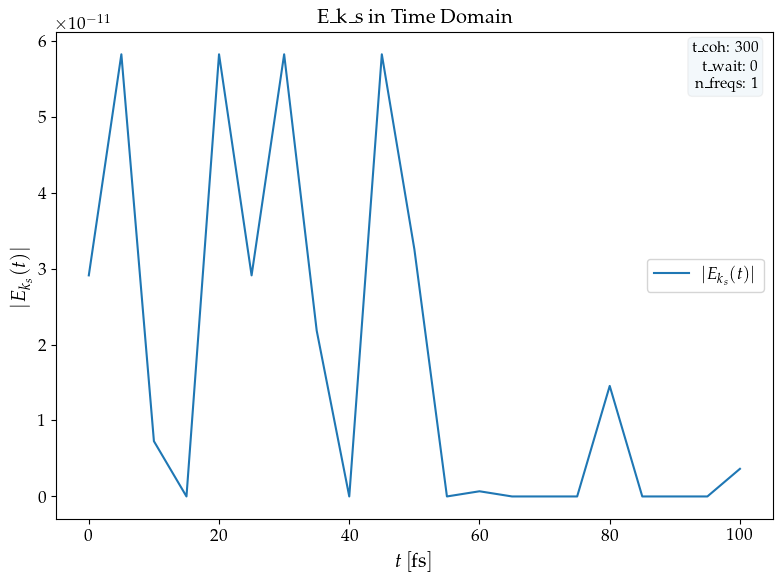 E_k_s in Time Domain
×10⁻¹¹
t_coh: 300
t_wait: 0
n_freqs: 1
6
5
4
3
2
1
0
|E_{k_s}(t)|
|E_{k_s}(t)|
0 20 40 60 80 100
t [fs]